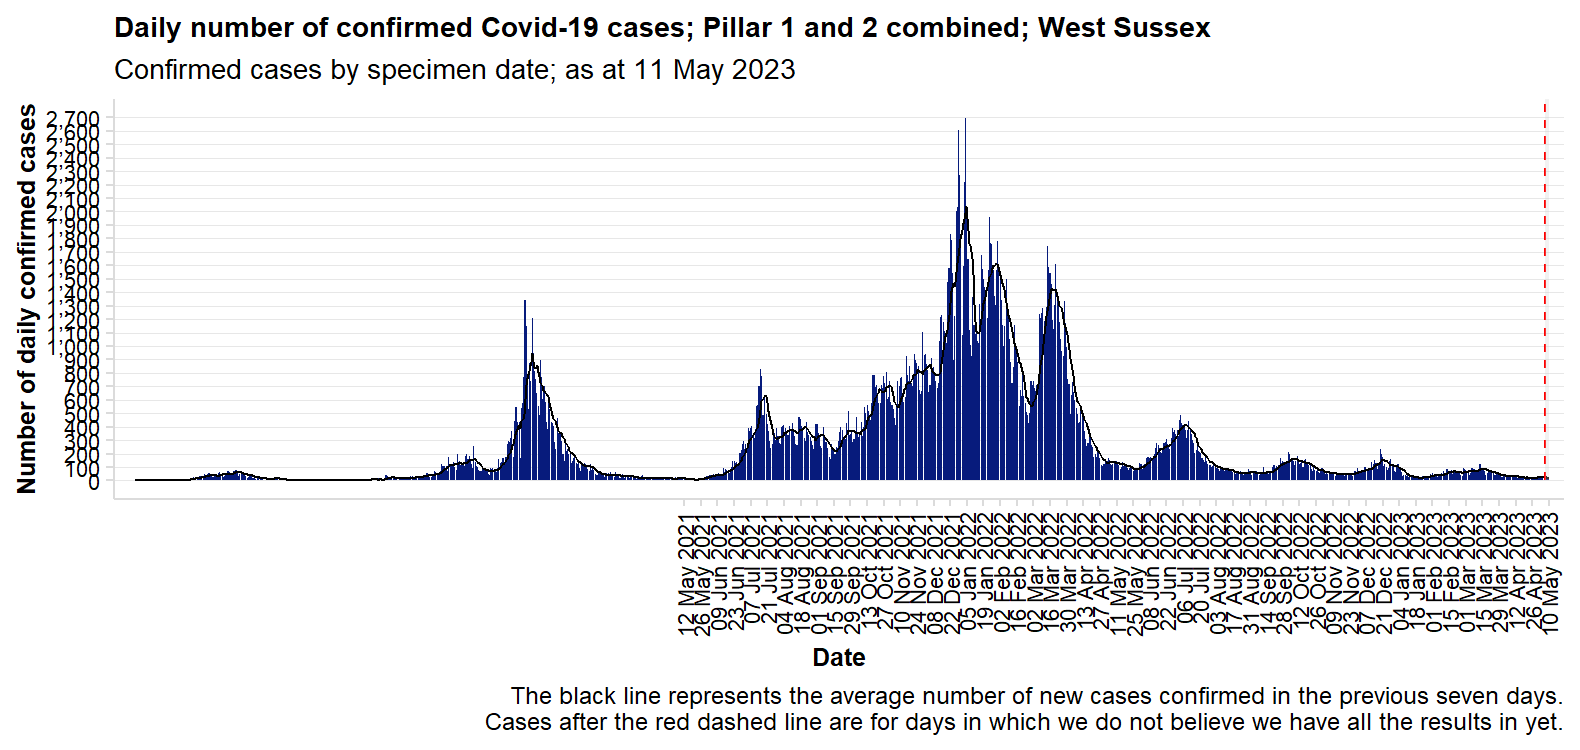 Daily number of confirmed Covid-19 cases; Pillar 1 and 2 combined; West Sussex
Confirmed cases by specimen date; as at 11 May 2023
Number of daily confirmed cases
2,700
2,600
2,500
2,400
2,300
2,200
2,100
2,000
1,900
1,800
1,700
1,600
1,500
1,400
1,300
1,200
1,100
1,000
900
800
700
600
500
400
300
200
100
0
12 May 2021
26 May 2021
09 Jun 2021
23 Jun 2021
07 Jul 2021
21 Jul 2021
04 Aug 2021
18 Aug 2021
01 Sep 2021
15 Sep 2021
29 Sep 2021
13 Oct 2021
27 Oct 2021
10 Nov 2021
24 Nov 2021
08 Dec 2021
22 Dec 2021
05 Jan 2022
19 Jan 2022
02 Feb 2022
16 Feb 2022
02 Mar 2022
16 Mar 2022
30 Mar 2022
13 Apr 2022
27 Apr 2022
11 May 2022
25 May 2022
08 Jun 2022
22 Jun 2022
06 Jul 2022
20 Jul 2022
03 Aug 2022
17 Aug 2022
31 Aug 2022
14 Sep 2022
28 Sep 2022
12 Oct 2022
26 Oct 2022
09 Nov 2022
23 Nov 2022
07 Dec 2022
21 Dec 2022
04 Jan 2023
18 Jan 2023
01 Feb 2023
15 Feb 2023
01 Mar 2023
15 Mar 2023
29 Mar 2023
12 Apr 2023
26 Apr 2023
10 May 2023
Date
The black line represents the average number of new cases confirmed in the previous seven days.
Cases after the red dashed line are for days in which we do not believe we have all the results in yet.